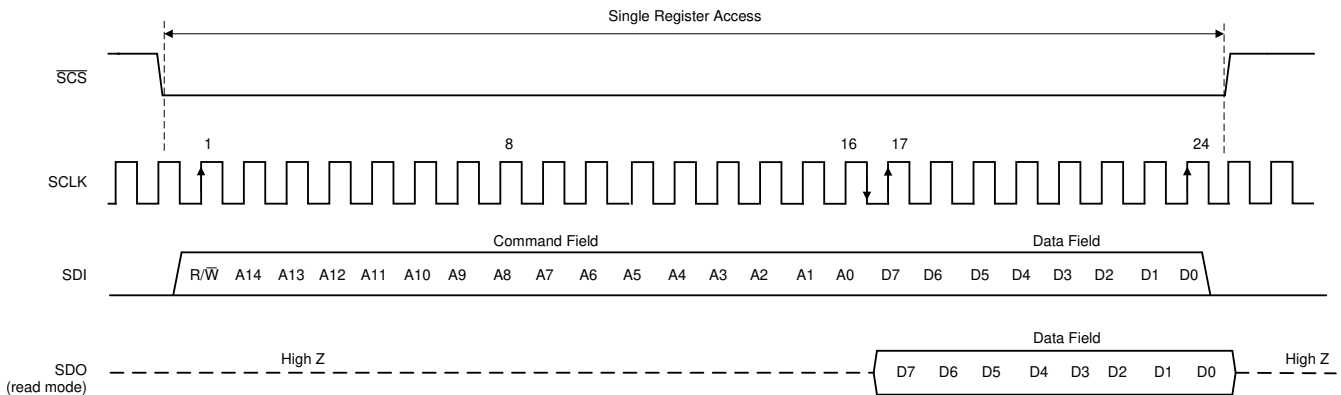 Single Register Access
SCS
1 8 16 17 24
SCLK
Command Field Data Field
SDI R/W A14 A13 A12 A11 A10 A9 A8 A7 A6 A5 A4 A3 A2 A1 A0 D7 D6 D5 D4 D3 D2 D1 D0
Data Field
High Z High Z
SDO D7 D6 D5 D4 D3 D2 D1 D0
(read mode)